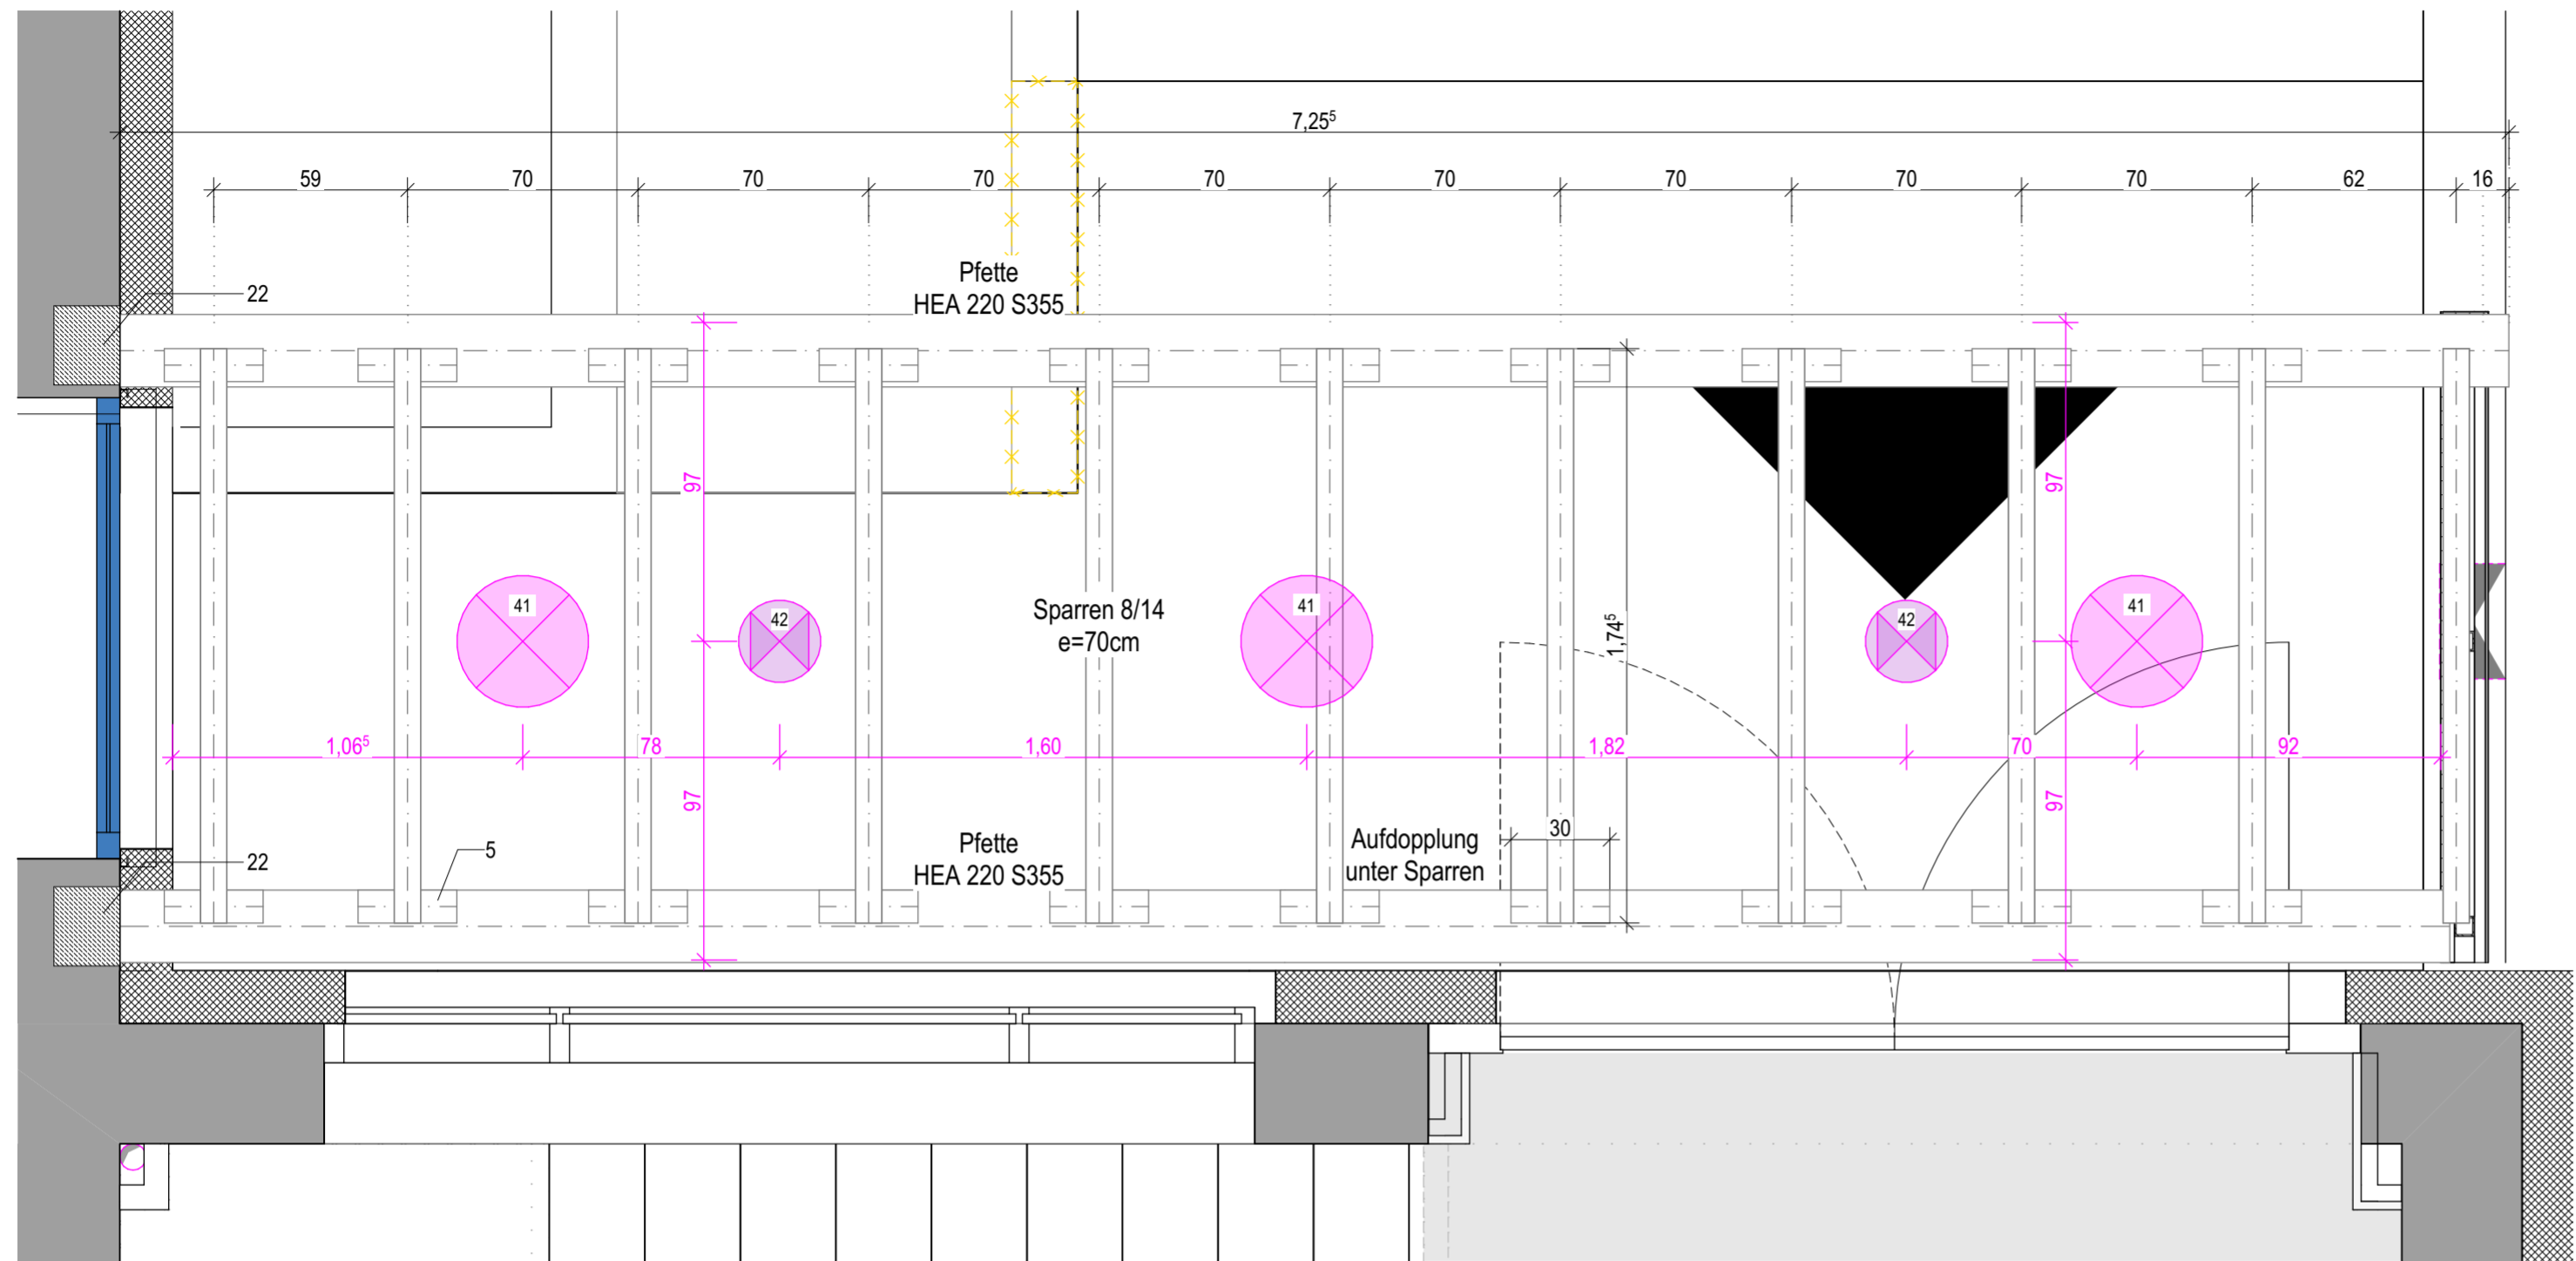 7,25⁵
59 70 70 70 70 70 70 70 70 62 16
Pfette
HEA 220 S355
22
97
97
41
42
Sparren 8/14
e=70cm
41
1,74⁵
42
41
1,06⁵ 78 1,60 1,82 70 92
97
97
Pfette
HEA 220 S355
Aufdopplung
unter Sparren
30
5
22